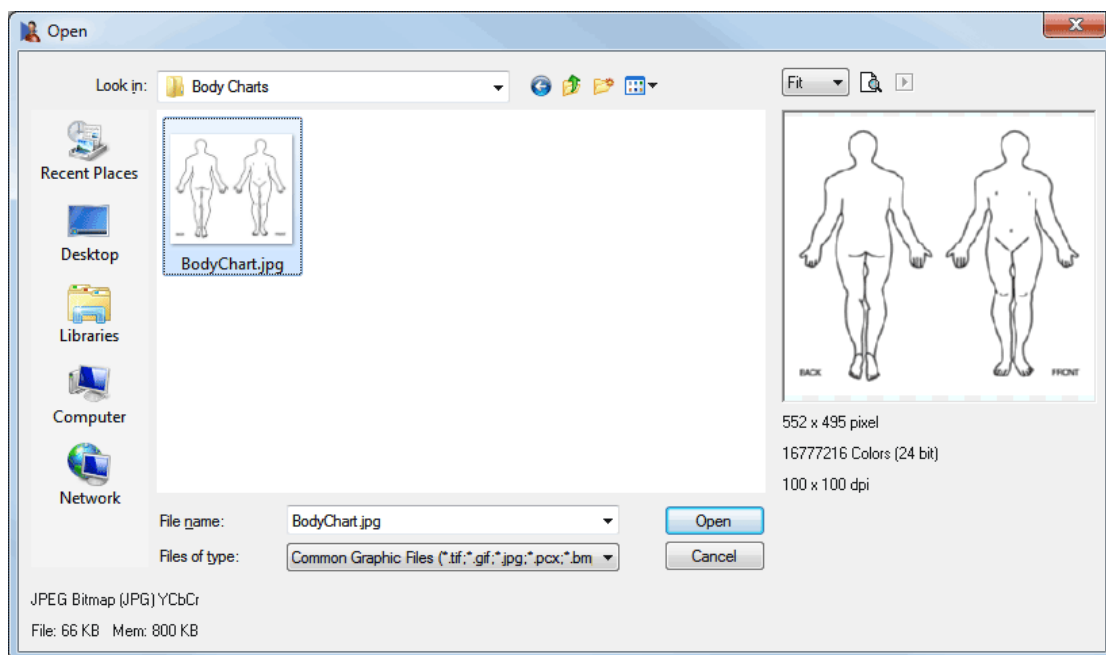 Open
Look in:
Body Charts
Fit
Recent Places
Desktop
Libraries
Computer
Network
BodyChart.jpg
BACK
FRONT
552 x 495 pixel
16777216 Colors (24 bit)
100 x 100 dpi
File name:
BodyChart.jpg
Open
Files of type:
Common Graphic Files (*.tif;*.gif;*.jpg;*.pcx;*.bm
Cancel
JPEG Bitmap (JPG) YCbCr
File: 66 KB Mem: 800 KB